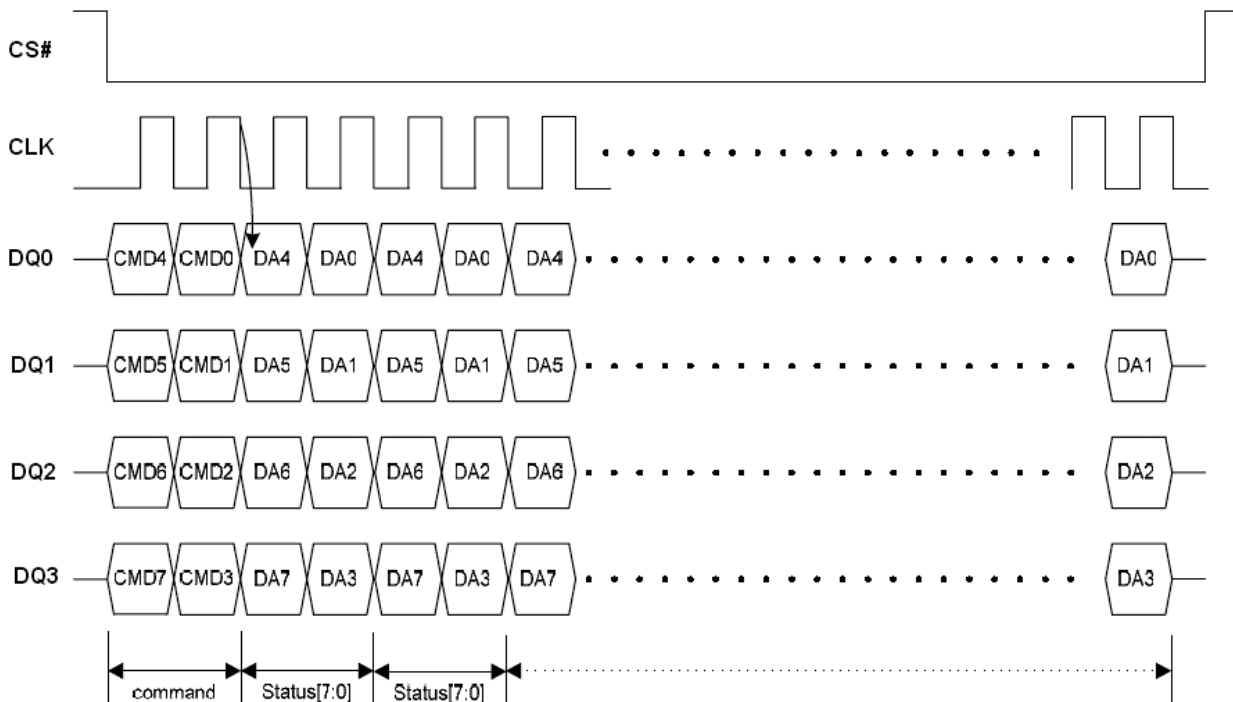 CS#
CLK
DQ0 CMD4 CMD0 DA4 DA0 DA4 DA0 DA4 DA0
DQ1 CMD5 CMD1 DA5 DA1 DA5 DA1 DA5 DA1
DQ2 CMD6 CMD2 DA6 DA2 DA6 DA2 DA6 DA2
DQ3 CMD7 CMD3 DA7 DA3 DA7 DA3 DA7 DA3
command Status[7:0] Status[7:0]